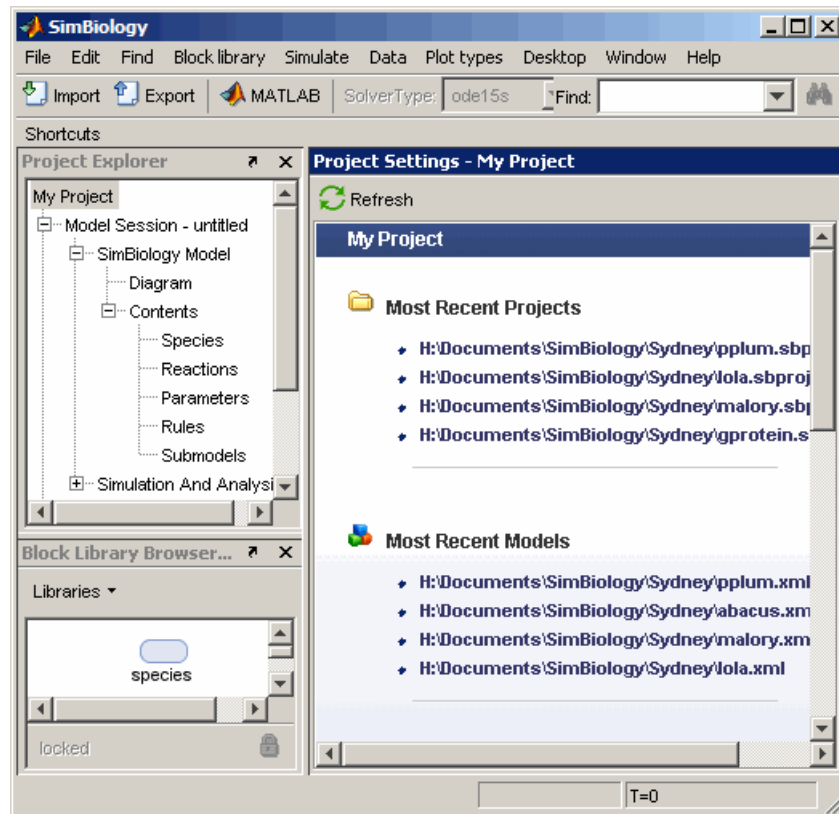 SimBiology
File Edit Find Block library Simulate Data Plot types Desktop Window Help
Import Export MATLAB SolverType: ode15s Find:
Shortcuts
Project Explorer
My Project
Model Session - untitled
SimBiology Model
Diagram
Contents
Species
Reactions
Parameters
Rules
Submodels
Simulation And Analysi
Block Library Browser...
Libraries
species
locked
Project Settings - My Project
Refresh
My Project
Most Recent Projects
H:\Documents\SimBiology\Sydney\pplum.sbp
H:\Documents\SimBiology\Sydney\lola.sbproj
H:\Documents\SimBiology\Sydney\malory.sbp
H:\Documents\SimBiology\Sydney\gprotein.s
Most Recent Models
H:\Documents\SimBiology\Sydney\pplum.xml
H:\Documents\SimBiology\Sydney\abacus.xm
H:\Documents\SimBiology\Sydney\malory.xm
H:\Documents\SimBiology\Sydney\lola.xml
T=0